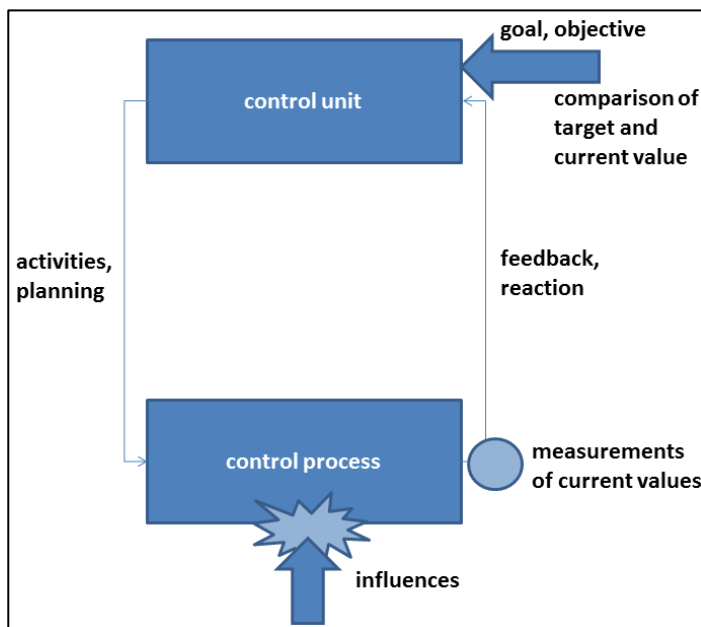 goal, objective
control unit
comparison of
target and
current value
activities,
planning
feedback,
reaction
control process
measurements
of current values
influences